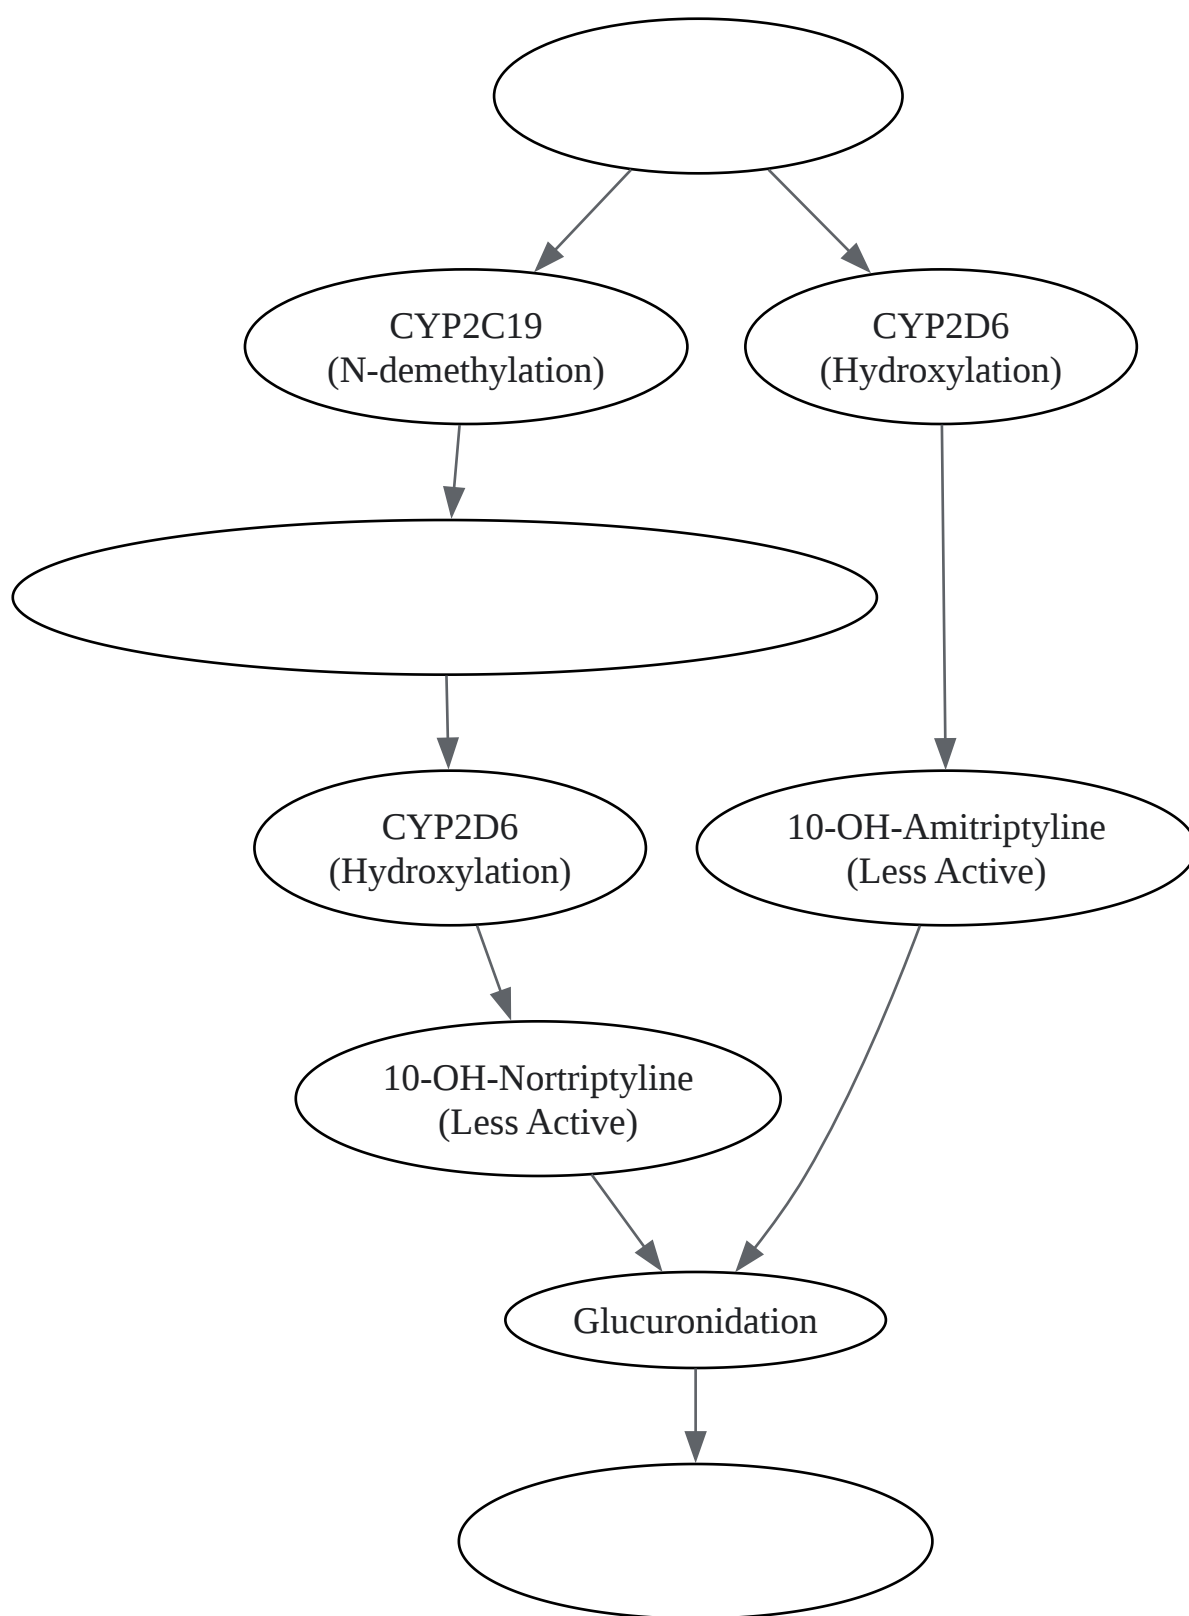 CYP2C19
(N-demethylation)
CYP2D6
(Hydroxylation)
CYP2D6
(Hydroxylation)
10-OH-Amitriptyline
(Less Active)
10-OH-Nortriptyline
(Less Active)
Glucuronidation